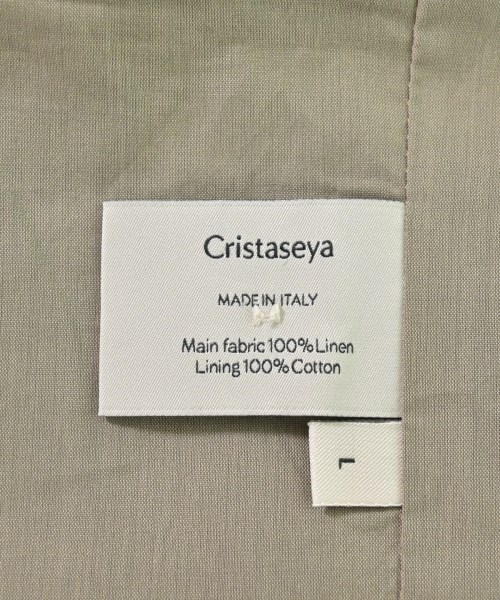 Cristaseya
MADE IN ITALY
Main fabric 100% Linen
Lining 100% Cotton
L